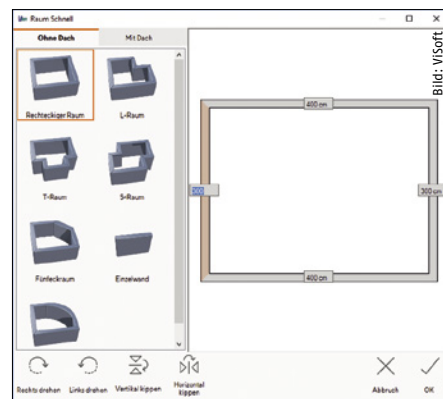 Raum Schnell
Ohne Dach
Mit Dach
Rechteckiger Raum
L-Raum
T-Raum
S-Raum
Fünfeckraum
Einzelwand
400 cm
300
300 cm
400 cm
Rechts drehen
Links drehen
Vertikal kippen
Horizontal
kippen
Abbruch
OK
Bild: ViSoft